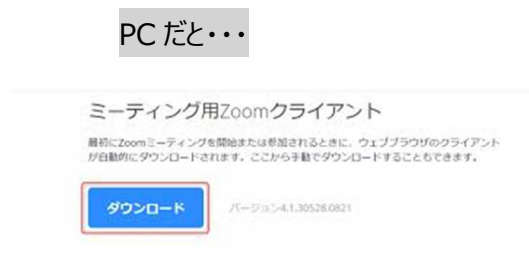 PC だと・・・
ミーティング用Zoomクライアント
最初にZoomミーティングを開始または参加されるときに、ウェブブラウザのクライアント
が自動的にダウンロードされます。ここから手動でダウンロードすることもできます。
ダウンロード バージョン4.1.30528.0821